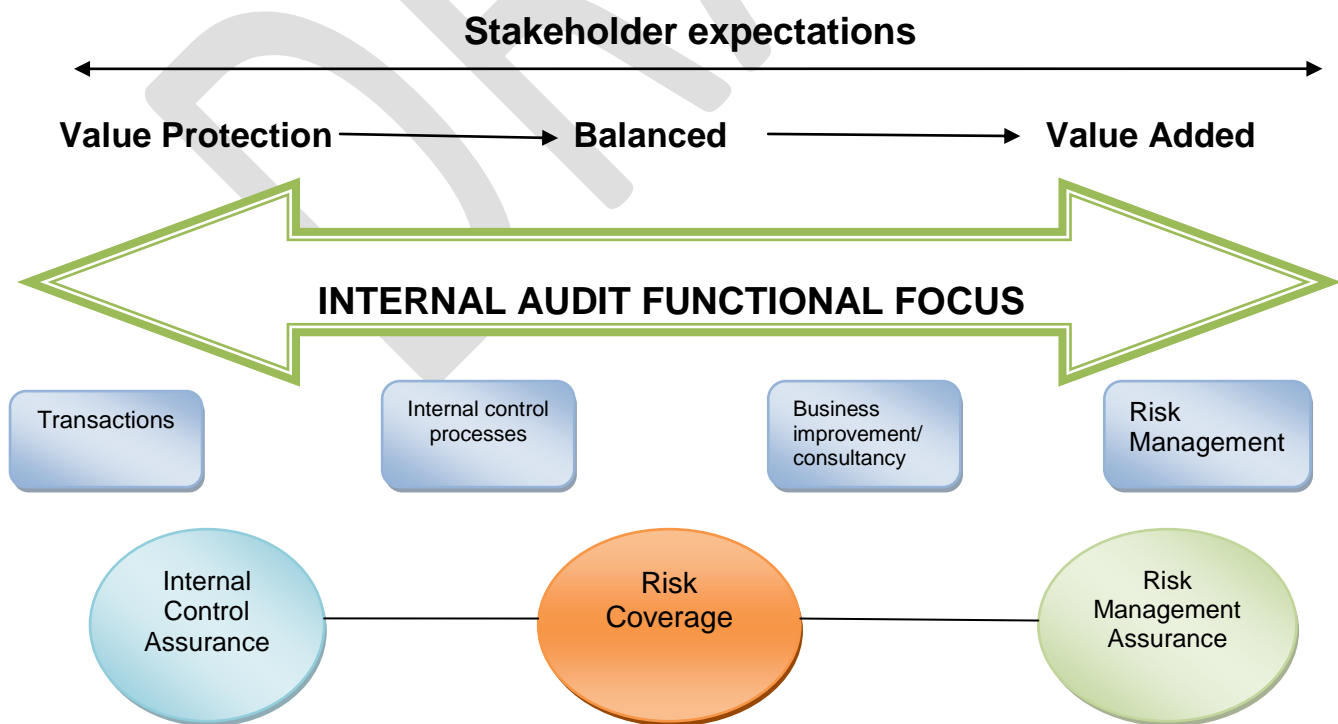 Stakeholder expectations
Value Protection Balanced Value Added
INTERNAL AUDIT FUNCTIONAL FOCUS
Transactions
Internal control
processes
Business
improvement/
consultancy
Risk
Management
Internal
Control
Assurance
Risk
Coverage
Risk
Management
Assurance